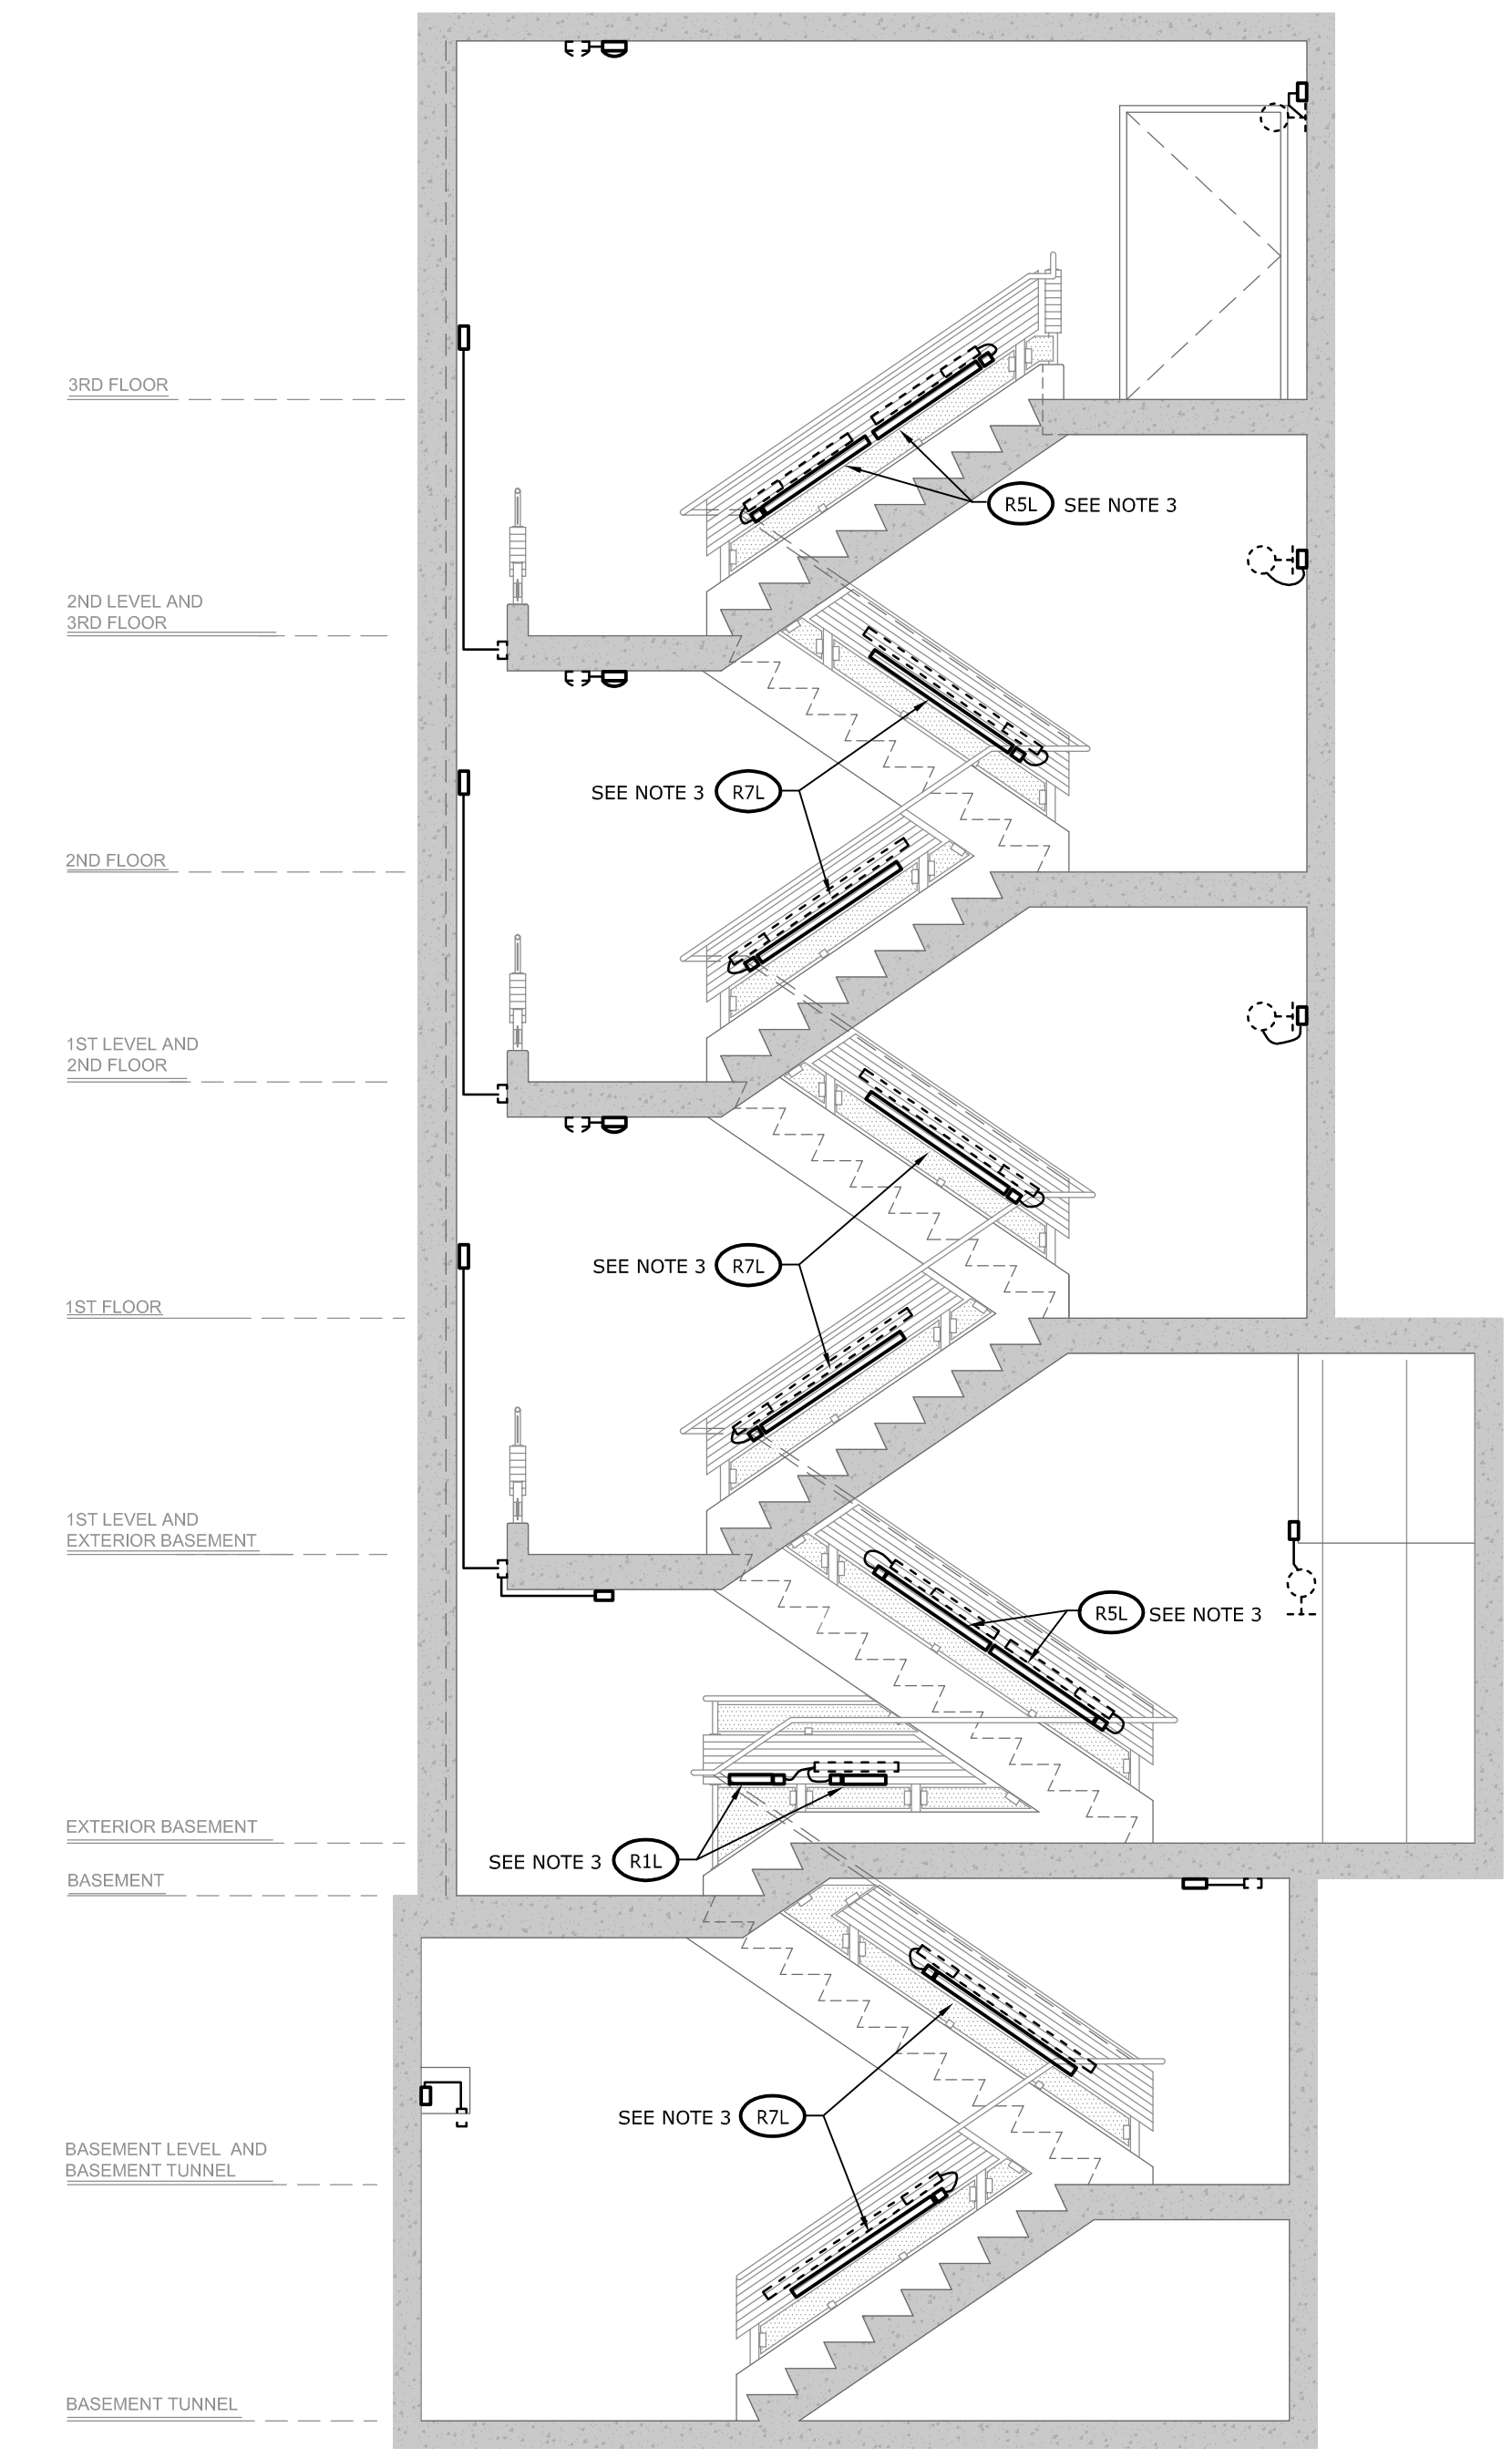 3RD FLOOR
R5L SEE NOTE 3
2ND LEVEL AND
3RD FLOOR
SEE NOTE 3 R7L
2ND FLOOR
1ST LEVEL AND
2ND FLOOR
SEE NOTE 3 R7L
1ST FLOOR
1ST LEVEL AND
EXTERIOR BASEMENT
R5L SEE NOTE 3
EXTERIOR BASEMENT
SEE NOTE 3 R1L
BASEMENT
SEE NOTE 3 R7L
BASEMENT LEVEL AND
BASEMENT TUNNEL
BASEMENT TUNNEL